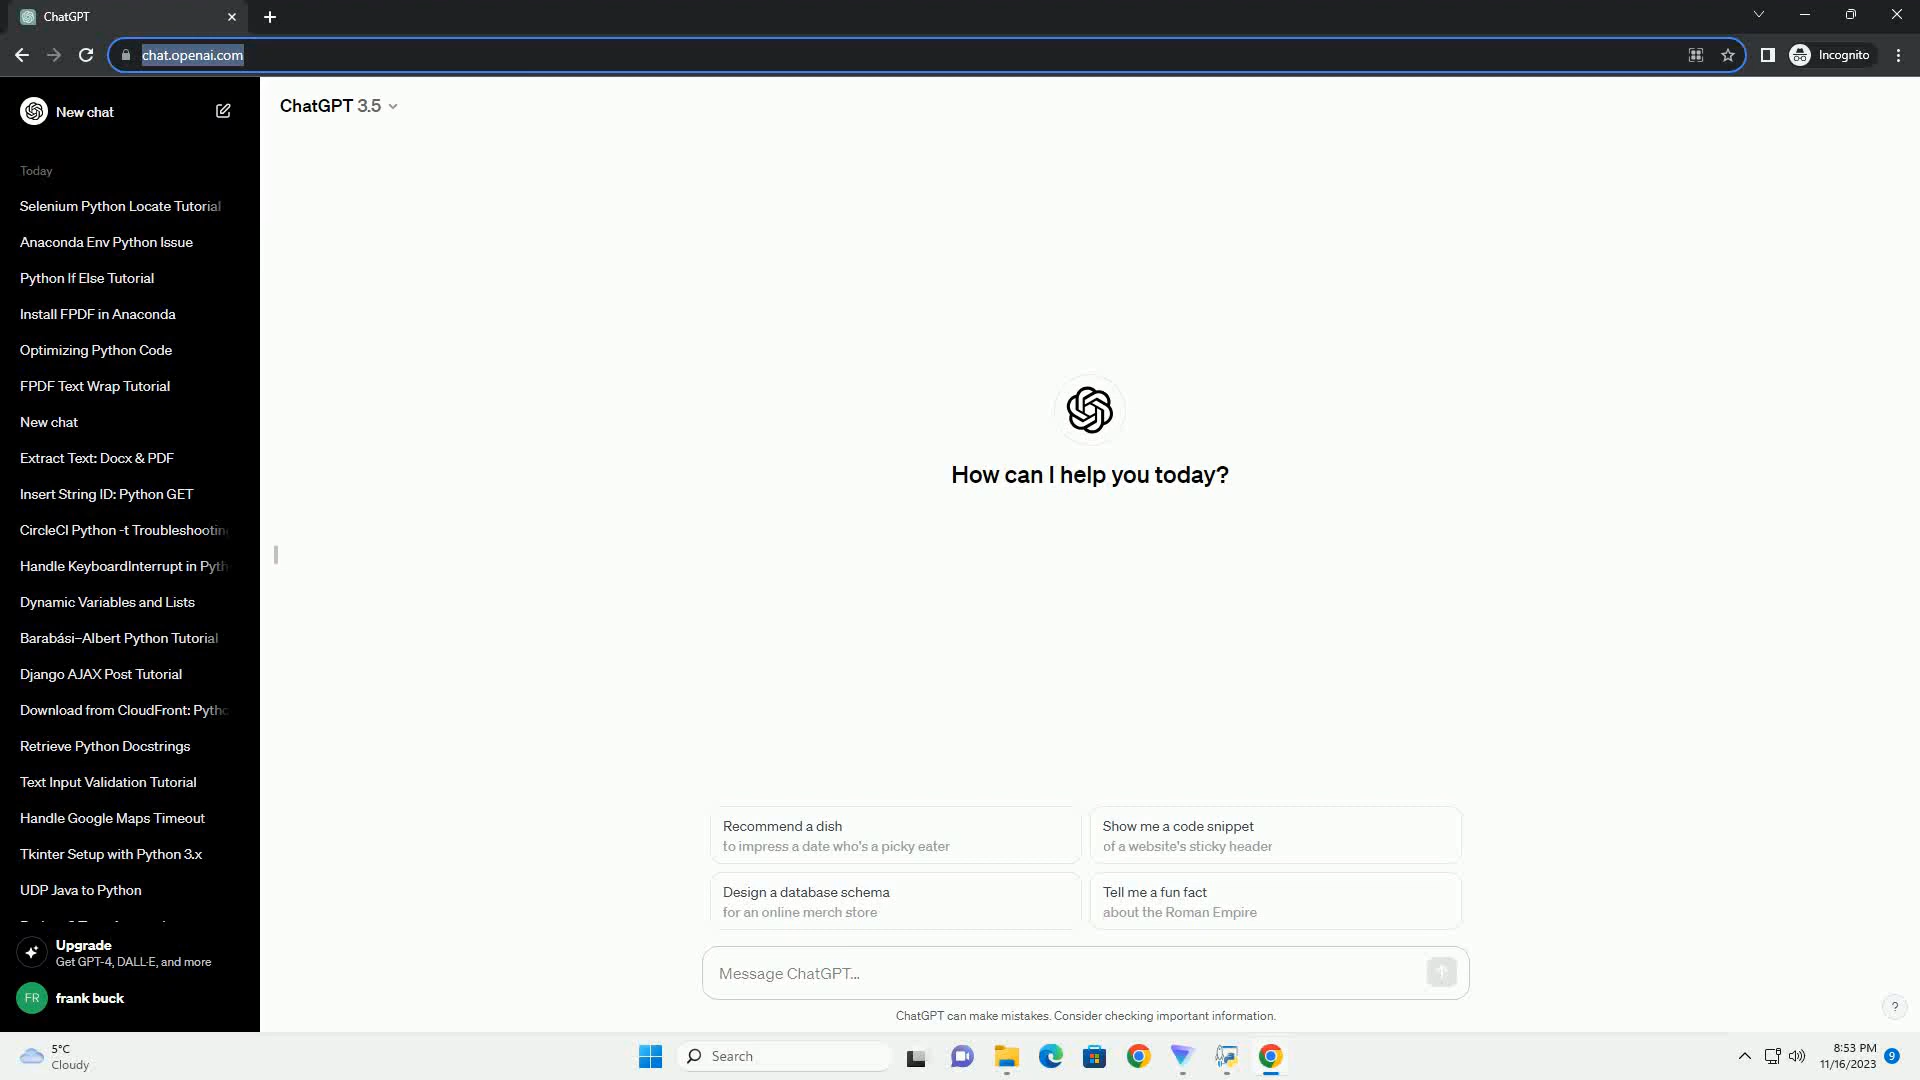 ChatGPT
chat.openai.com
Incognito
New chat
ChatGPT 3.5
Today
Selenium Python Locate Tutorial
Anaconda Env Python Issue
Python If Else Tutorial
Install FPDF in Anaconda
Optimizing Python Code
FPDF Text Wrap Tutorial
New chat
Extract Text: Docx & PDF
Insert String ID: Python GET
CircleCI Python -t Troubleshootin
Handle KeyboardInterrupt in Pyth
Dynamic Variables and Lists
Barabási–Albert Python Tutorial
Django AJAX Post Tutorial
Download from CloudFront: Pytho
Retrieve Python Docstrings
Text Input Validation Tutorial
Handle Google Maps Timeout
Tkinter Setup with Python 3.x
UDP Java to Python
Upgrade
Get GPT-4, DALL·E, and more
FR
frank buck
How can I help you today?
Recommend a dish
to impress a date who's a picky eater
Show me a code snippet
of a website's sticky header
Design a database schema
for an online merch store
Tell me a fun fact
about the Roman Empire
Message ChatGPT...
ChatGPT can make mistakes. Consider checking important information.
?
5°C
Cloudy
Search
8:53 PM
11/16/2023
9